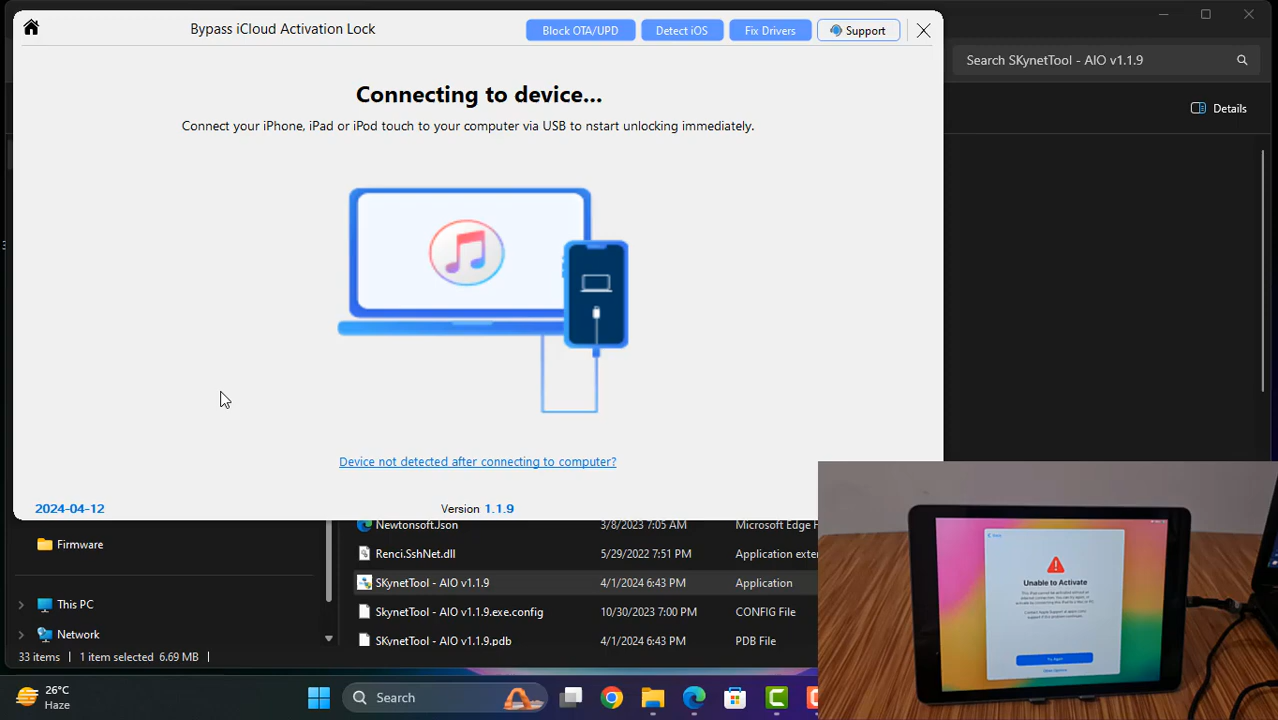 Bypass iCloud Activation Lock
Block OTA/UPD
Detect iOS
Fix Drivers
Support
Search SKynetTool - AIO v1.1.9
Details
Connecting to device...
Connect your iPhone, iPad or iPod touch to your computer via USB to nstart unlocking immediately.
Device not detected after connecting to computer?
2024-04-12
Version 1.1.9
Newtonsoft.Json 3/8/2023 7:05 AM Microsoft Edge
Firmware
Renci.SshNet.dll 5/29/2022 7:51 PM Application exten
SKynetTool - AIO v1.1.9 4/1/2024 6:43 PM Application
This PC
SkynetTool - AIO v1.1.9.exe.config 10/30/2023 7:00 PM CONFIG File
Network
SKynetTool - AIO v1.1.9.pdb 4/1/2024 6:43 PM PDB File
33 items 1 item selected 6.69 MB
Unable to Activate
Try Again
26°C
Haze
Search